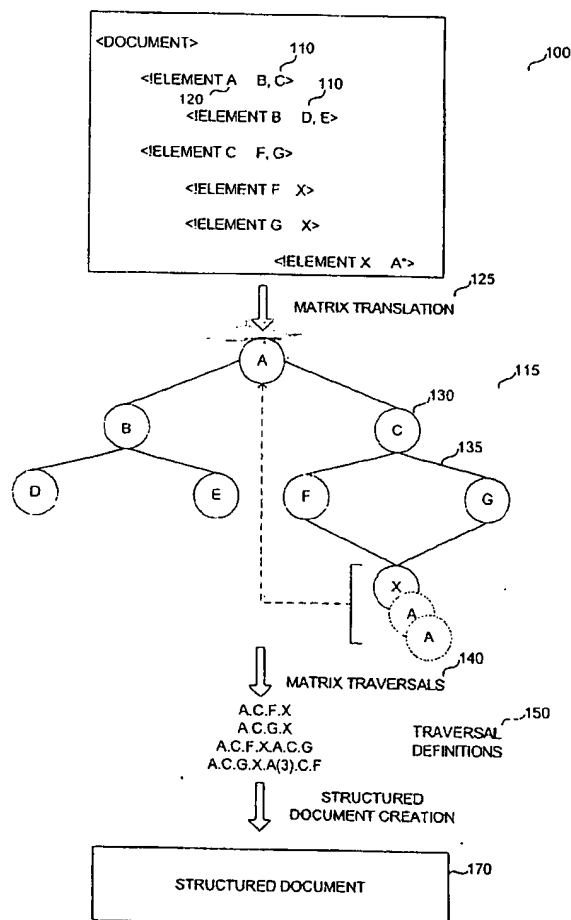 <DOCUMENT>
110
100
<!ELEMENT A B, C>
120
110
<!ELEMENT B D, E>
<!ELEMENT C F, G>
<!ELEMENT F X>
<!ELEMENT G X>
<!ELEMENT X A*>
125
MATRIX TRANSLATION
A
115
130
B
C
135
D
E
F
G
X
A
A
140
MATRIX TRAVERSALS
A.C.F.X
A.C.G.X
A.C.F.X.A.C.G
A.C.G.X.A(3).C.F
150
TRAVERSAL
DEFINITIONS
STRUCTURED
DOCUMENT CREATION
170
STRUCTURED DOCUMENT